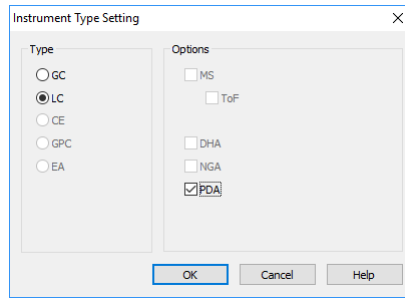 Instrument Type Setting
Type
GC
LC
CE
GPC
EA
Options
MS
ToF
DHA
NGA
PDA
OK
Cancel
Help